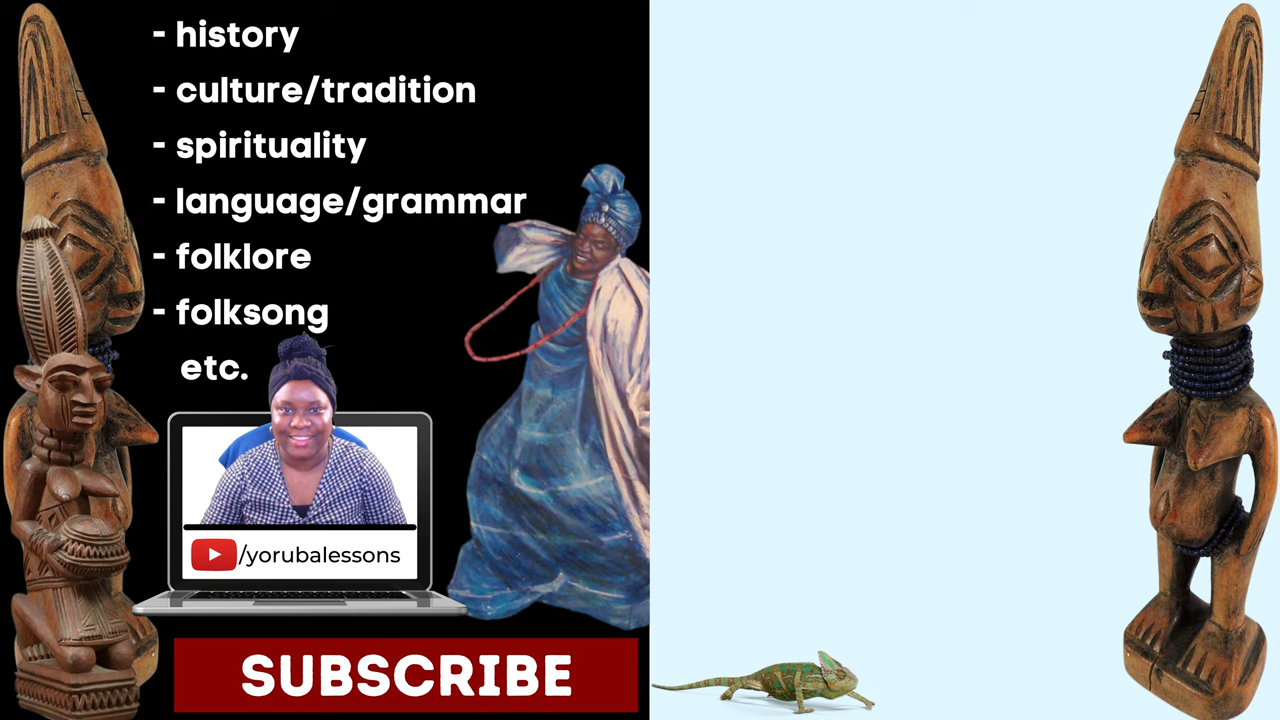 - history
- culture/tradition
- spirituality
- language/grammar
- folklore
- folksong
etc.
/yorubalessons
SUBSCRIBE